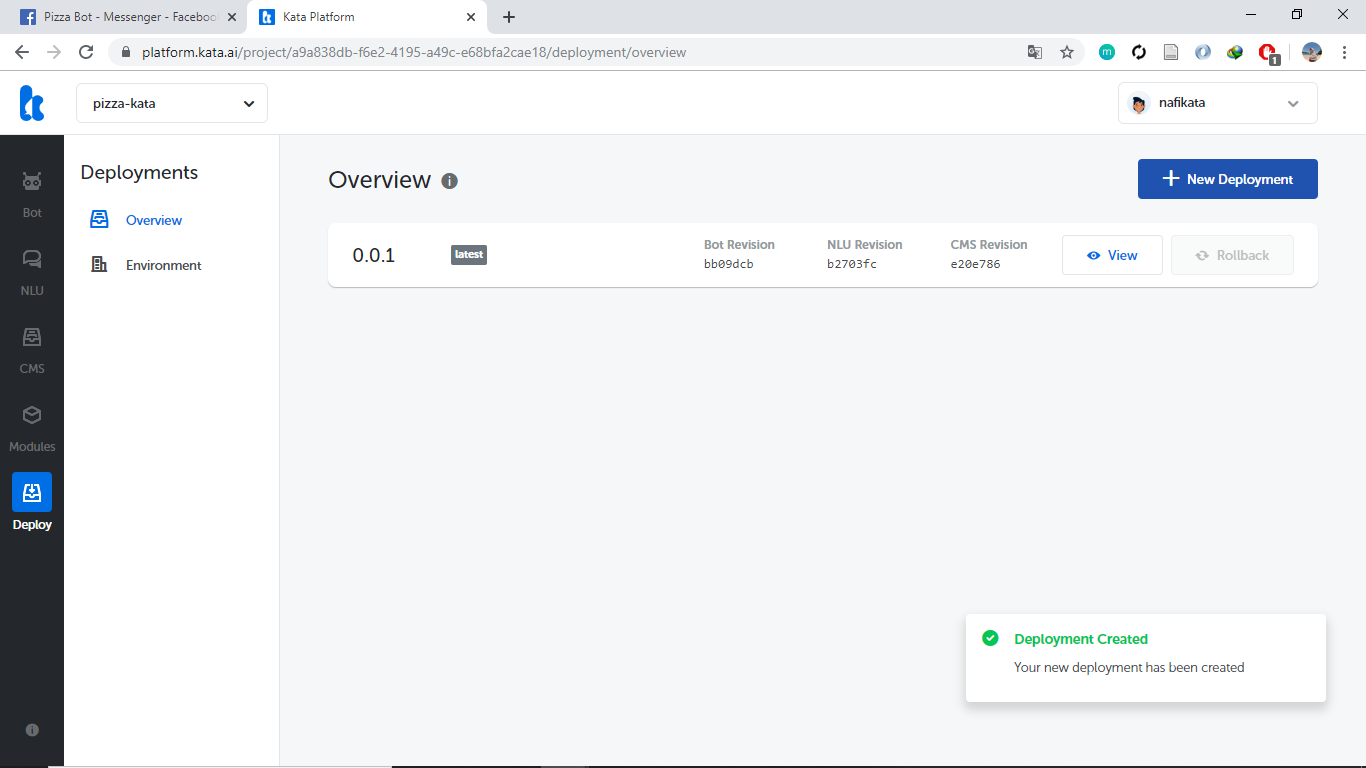 Pizza Bot - Messenger - Faceboo
Kata Platform
platform.kata.ai/project/a9a838db-f6e2-4195-a49c-e68bfa2cae18/deployment/overview
m
1
pizza-kata
nafikata
Bot
NLU
CMS
Modules
Deploy
Deployments
Overview
Environment
Overview
New Deployment
0.0.1
latest
Bot Revision
bb09dcb
NLU Revision
b2703fc
CMS Revision
e20e786
View
Rollback
Deployment Created
Your new deployment has been created